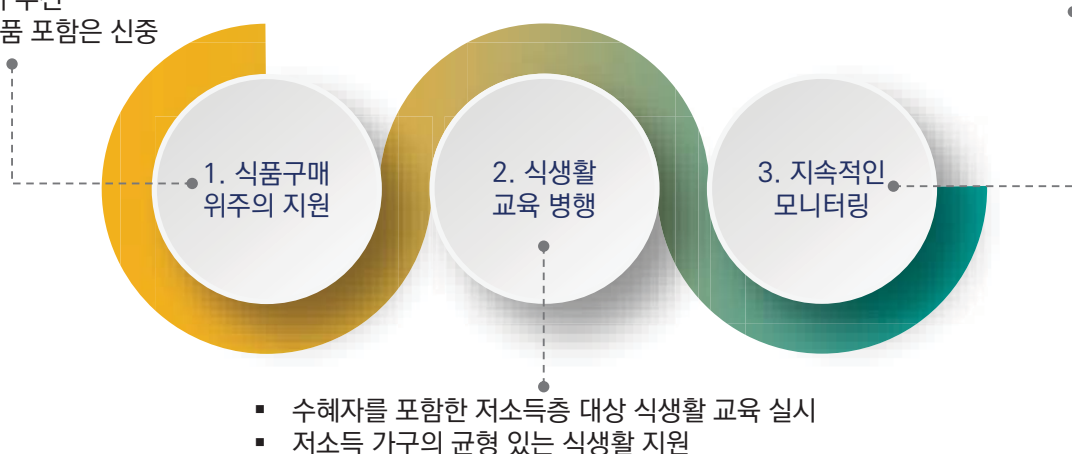 품 포함은 신중
1. 식품구매
위주의 지원
2. 식생활
교육 병행
3. 지속적인
모니터링
▪ 수혜자를 포함한 저소득층 대상 식생활 교육 실시
▪ 저소득 가구의 균형 있는 식생활 지원